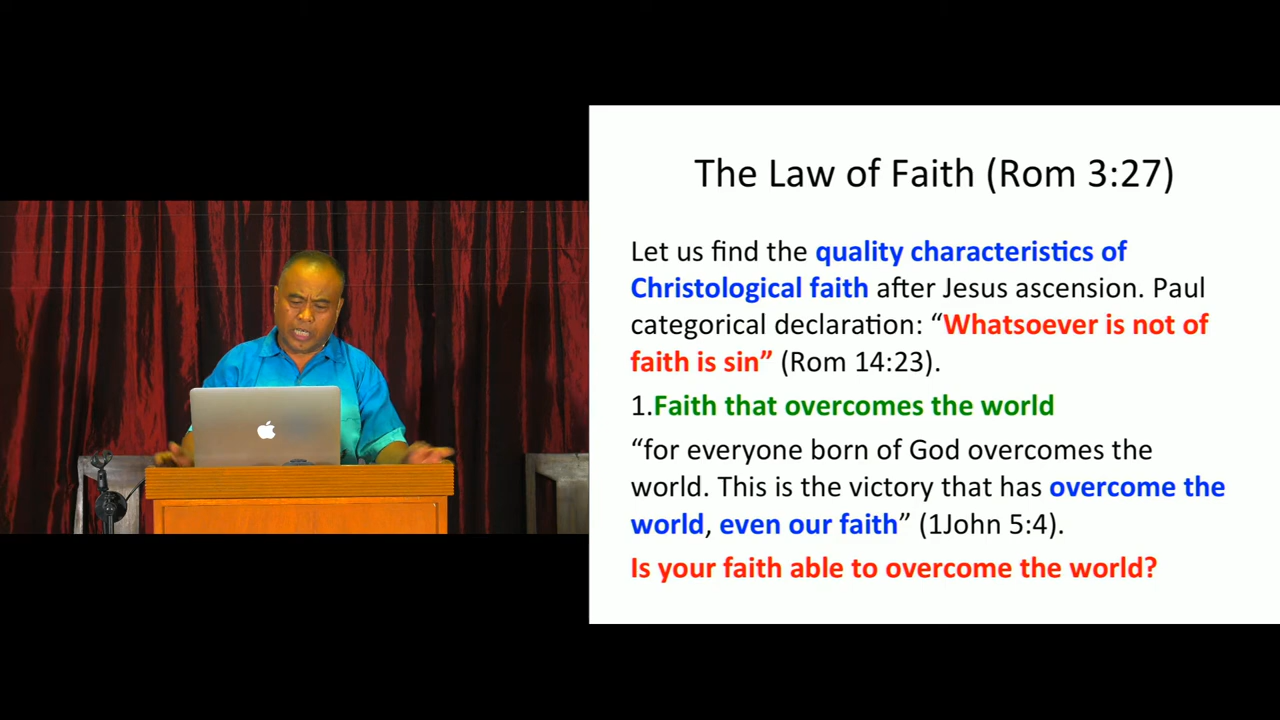 The Law of Faith (Rom 3:27)
Let us find the quality characteristics of
Christological faith after Jesus ascension. Paul
categorical declaration: “Whatsoever is not of
faith is sin” (Rom 14:23).
1.Faith that overcomes the world
“for everyone born of God overcomes the
world. This is the victory that has overcome the
world, even our faith” (1John 5:4).
Is your faith able to overcome the world?